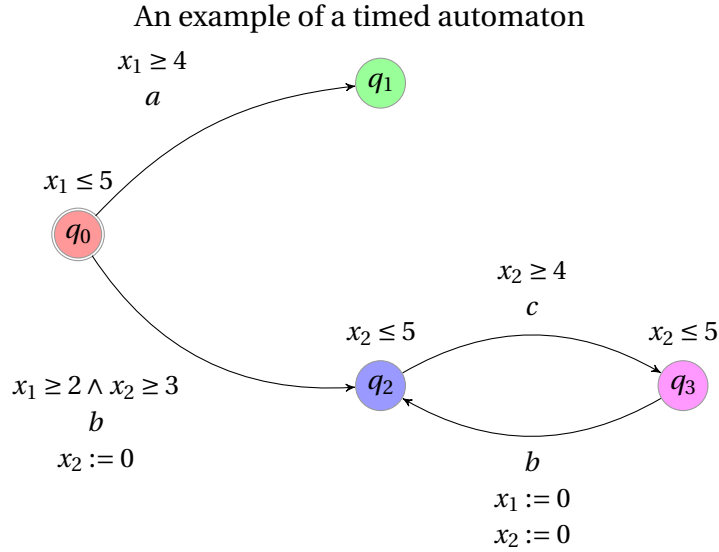 An example of a timed automaton
x₁ ≥ 4
a
q₁
x₁ ≤ 5
q₀
x₂ ≥ 4
c
x₂ ≤ 5
x₂ ≤ 5
x₁ ≥ 2 ∧ x₂ ≥ 3
b
x₂ := 0
q₂
q₃
b
x₁ := 0
x₂ := 0